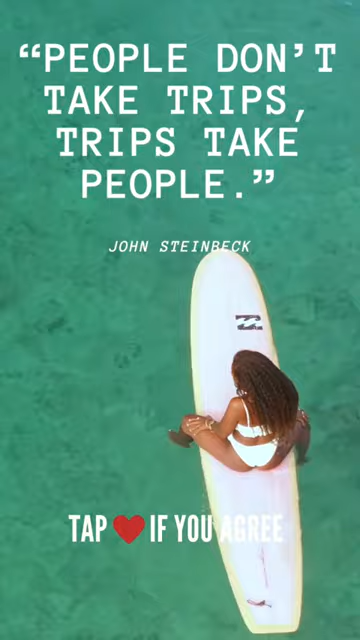 “PEOPLE DON’T
TAKE TRIPS,
TRIPS TAKE
PEOPLE.”
JOHN STEINBECK
TAP ❤️ IF YOU AGREE